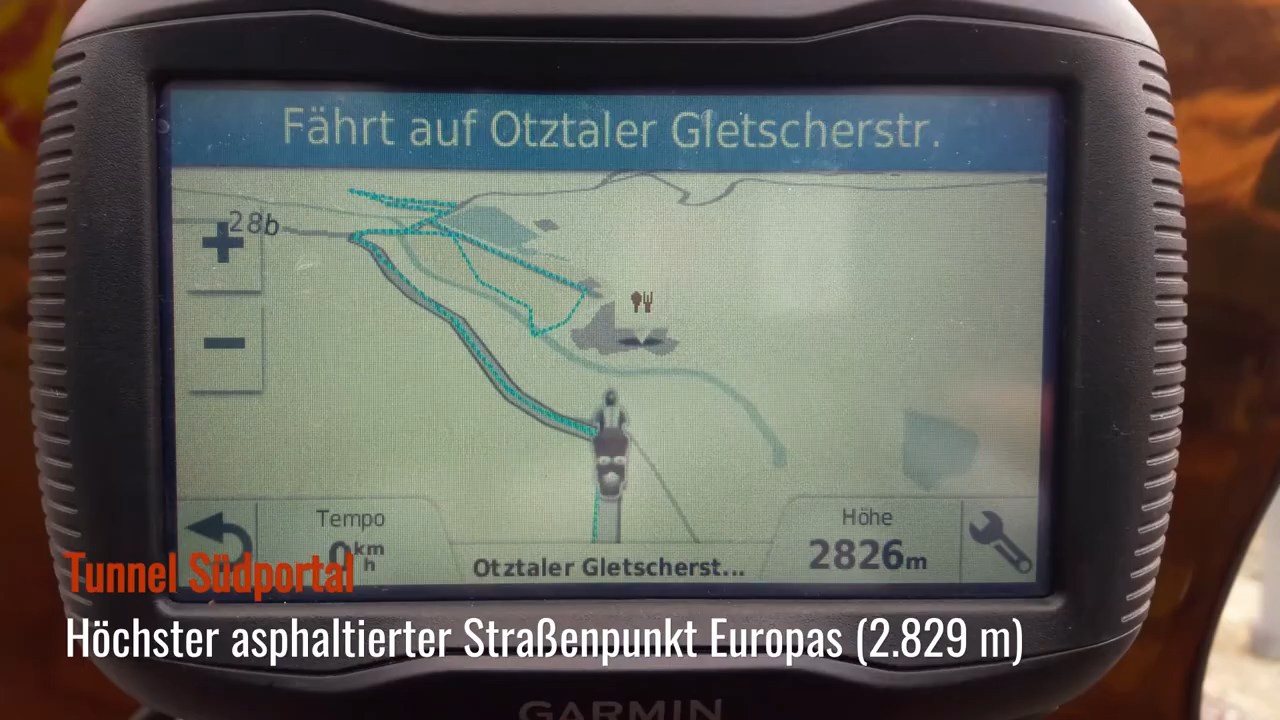 Fährt auf Otztaler Gletscherstr.
28b
+
−
Tempo
0 km/h
Otztaler Gletscherst...
Höhe
2826m
Tunnel Südportal
Höchster asphaltierter Straßenpunkt Europas (2.829 m)
GARMIN